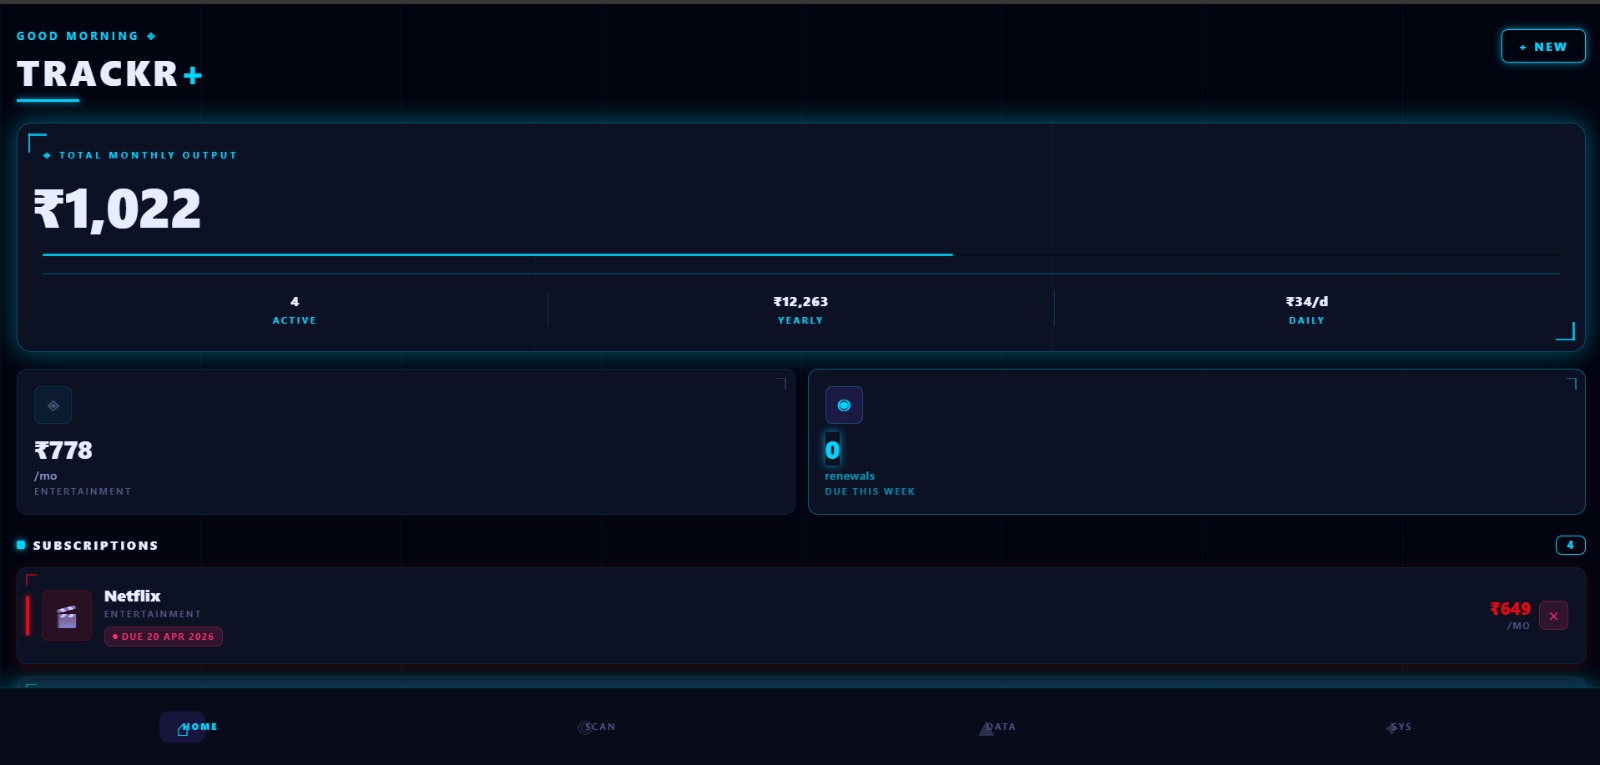 GOOD MORNING ◈
+ NEW
TRACKR+
◈ TOTAL MONTHLY OUTPUT
₹1,022
4
ACTIVE
₹12,263
YEARLY
₹34/d
DAILY
₹778
/mo
ENTERTAINMENT
0
renewals
DUE THIS WEEK
SUBSCRIPTIONS
4
Netflix
ENTERTAINMENT
DUE 20 APR 2026
₹649
/MO
HOME
SCAN
DATA
SYS